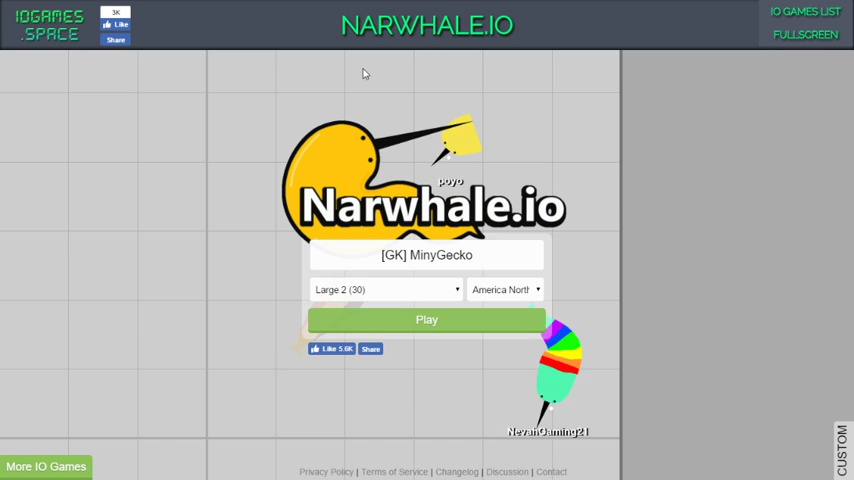 IOGAMES
.SPACE
3K
Like
Share
NARWHALE.IO
IO GAMES LIST
FULLSCREEN
poyo
Narwhale.io
[GK] MinyGecko
Large 2 (30)
America North
Play
Like 5.6K
Share
NevahGaming21
CUSTOM
More IO Games
Privacy Policy | Terms of Service | Changelog | Discussion | Contact